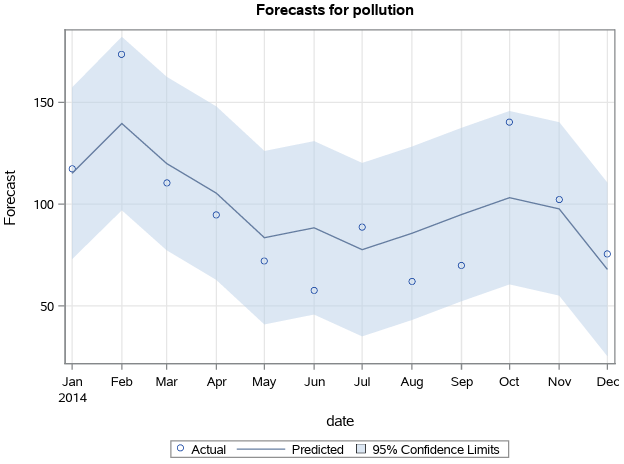 Forecasts for pollution
150
100
50
Forecast
Jan Feb Mar Apr May Jun Jul Aug Sep Oct Nov Dec
2014
date
Actual Predicted 95% Confidence Limits